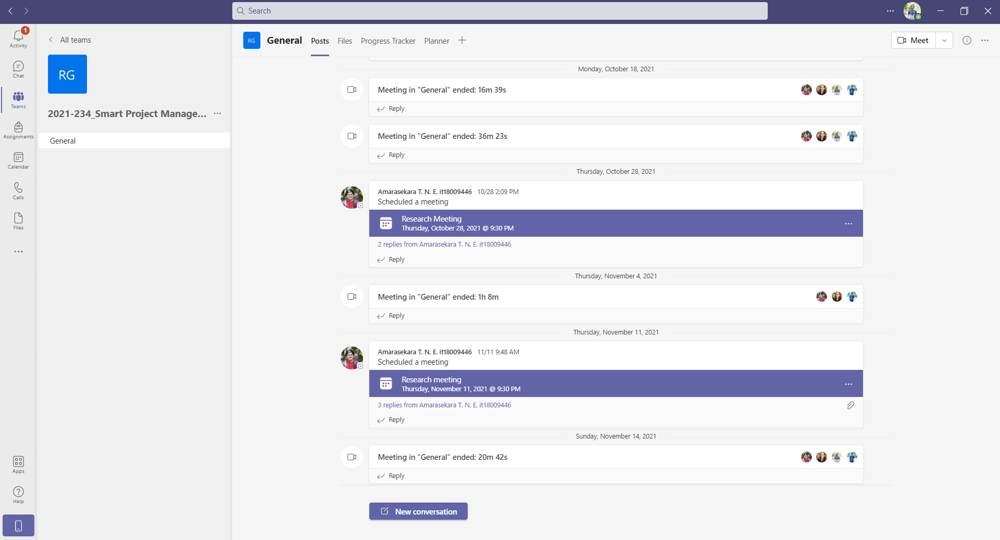 Search
1
Activity
Chat
Teams
Assignments
Calendar
Calls
Files
Apps
Help
All teams
RG
2021-234_Smart Project Manage...
General
RG
General
Posts
Files
Progress Tracker
Planner
Meet
Monday, October 18, 2021
Meeting in "General" ended: 16m 39s
Reply
Meeting in "General" ended: 36m 23s
Reply
Thursday, October 28, 2021
Amarasekara T. N. E. it18009446 10/28 2:09 PM
Scheduled a meeting
Research Meeting
Thursday, October 28, 2021 @ 9:30 PM
2 replies from Amarasekara T. N. E. it18009446
Reply
Thursday, November 4, 2021
Meeting in "General" ended: 1h 8m
Reply
Thursday, November 11, 2021
Amarasekara T. N. E. it18009446 11/11 9:48 AM
Scheduled a meeting
Research meeting
Thursday, November 11, 2021 @ 9:30 PM
3 replies from Amarasekara T. N. E. it18009446
Reply
Sunday, November 14, 2021
Meeting in "General" ended: 20m 42s
Reply
New conversation